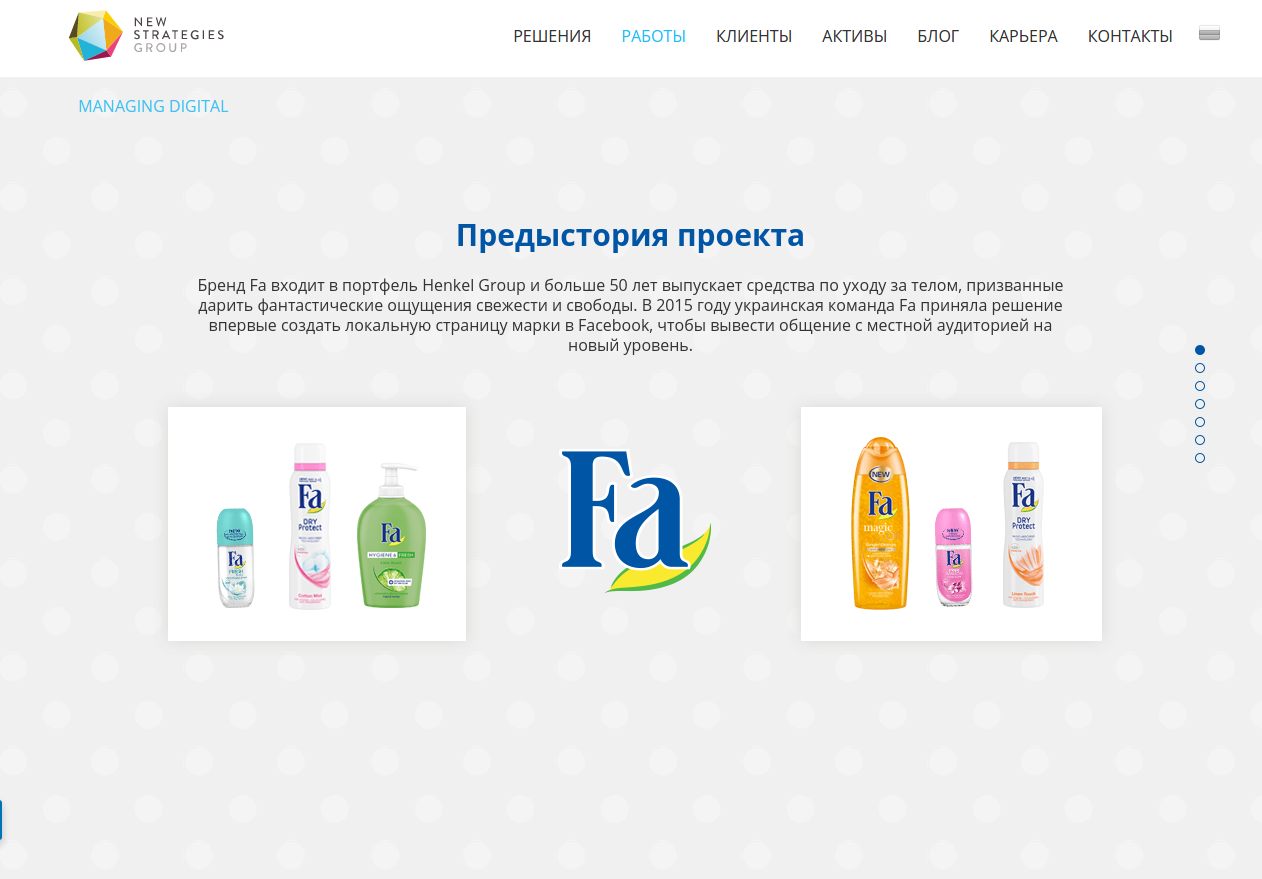 NEW
STRATEGIES
GROUP
РЕШЕНИЯ РАБОТЫ КЛИЕНТЫ АКТИВЫ БЛОГ КАРЬЕРА КОНТАКТЫ
MANAGING DIGITAL
Предыстория проекта
Бренд Fa входит в портфель Henkel Group и больше 50 лет выпускает средства по уходу за телом, призванные
дарить фантастические ощущения свежести и свободы. В 2015 году украинская команда Fa приняла решение
впервые создать локальную страницу марки в Facebook, чтобы вывести общение с местной аудиторией на
новый уровень.
Fa
FRESH
Fa
DRY
Protect
Cotton Mist
Fa
HYGIENE & FRESH
Fa
NEW
Fa
magic
Fa
Fa
DRY
Protect